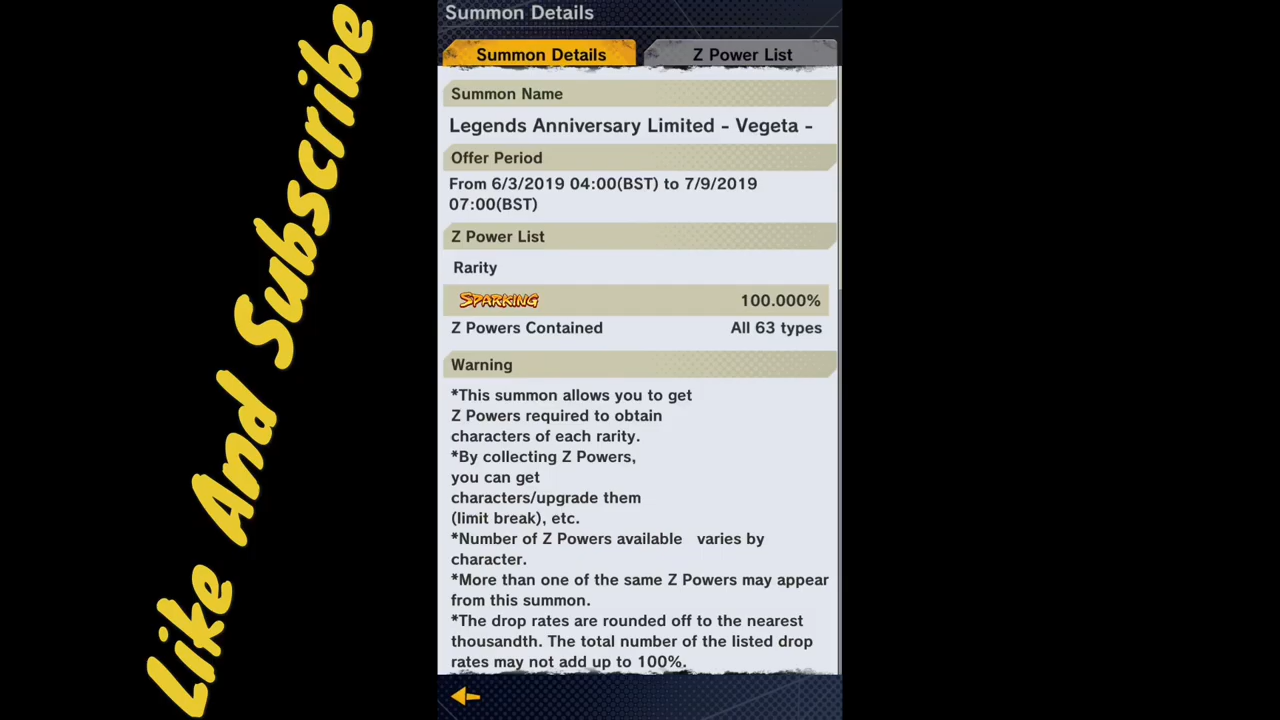 Like And Subscribe
Summon Details
Summon Details
Z Power List
Summon Name
Legends Anniversary Limited - Vegeta -
Offer Period
From 6/3/2019 04:00(BST) to 7/9/2019
07:00(BST)
Z Power List
Rarity
SPARKING 100.000%
Z Powers Contained All 63 types
Warning
*This summon allows you to get
Z Powers required to obtain
characters of each rarity.
*By collecting Z Powers,
you can get
characters/upgrade them
(limit break), etc.
*Number of Z Powers available varies by
character.
*More than one of the same Z Powers may appear
from this summon.
*The drop rates are rounded off to the nearest
thousandth. The total number of the listed drop
rates may not add up to 100%.